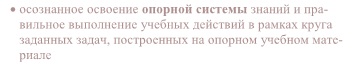 • осознанное освоение опорной системы знаний и пра-
вильное выполнение учебных действий в рамках круга
заданных задач, построенных на опорном учебном мате-
риале